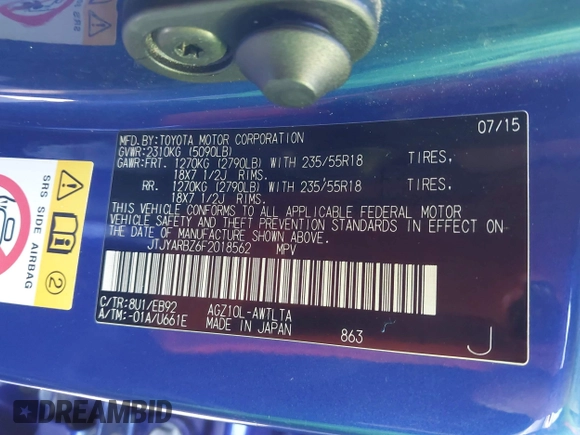 07/15
MFD.BY:TOYOTA MOTOR CORPORATION
GVWR:2310KG (5090LB)
GAWR:FRT. 1270KG (2790LB) WITH 235/55R18 TIRES,
18X7 1/2J RIMS.
RR. 1270KG (2790LB) WITH 235/55R18 TIRES,
18X7 1/2J RIMS.
THIS VEHICLE CONFORMS TO ALL APPLICABLE FEDERAL MOTOR
VEHICLE SAFETY AND THEFT PREVENTION STANDARDS IN EFFECT ON
THE DATE OF MANUFACTURE SHOWN ABOVE.
JTJYARBZ6F2018562 MPV
C/TR:8U1/EB92 AGZ10L-AWTLTA
A/TM:-01A/U661E MADE IN JAPAN 863 J
SRS SIDE AIRBAG
2
DREAMBID